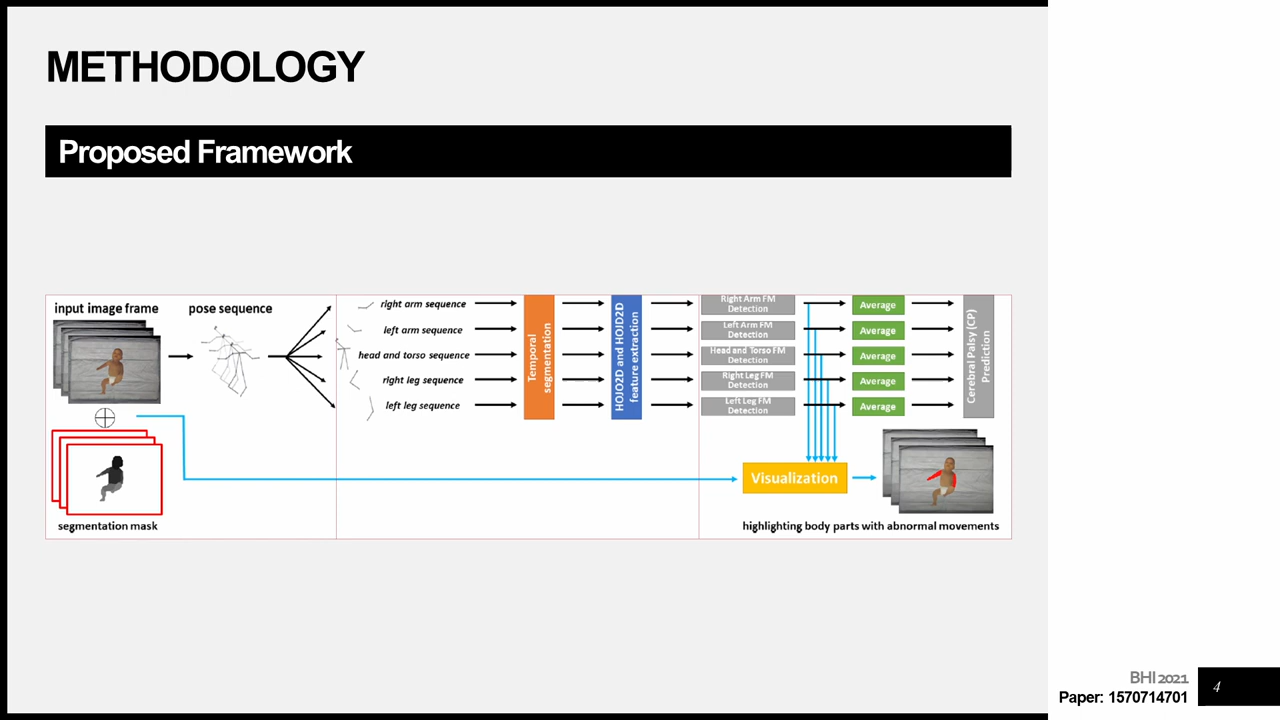 METHODOLOGY
Proposed Framework
input image frame
pose sequence
segmentation mask
right arm sequence
left arm sequence
head and torso sequence
right leg sequence
left leg sequence
Temporal
segmentation
HOJO2D and HOJD2D
feature extraction
Right Arm FM
Detection
Left Arm FM
Detection
Head and Torso FM
Detection
Right Leg FM
Detection
Left Leg FM
Detection
Average
Average
Average
Average
Average
Cerebral Palsy (CP)
Prediction
Visualization
highlighting body parts with abnormal movements
BHI 2021
Paper: 1570714701
4